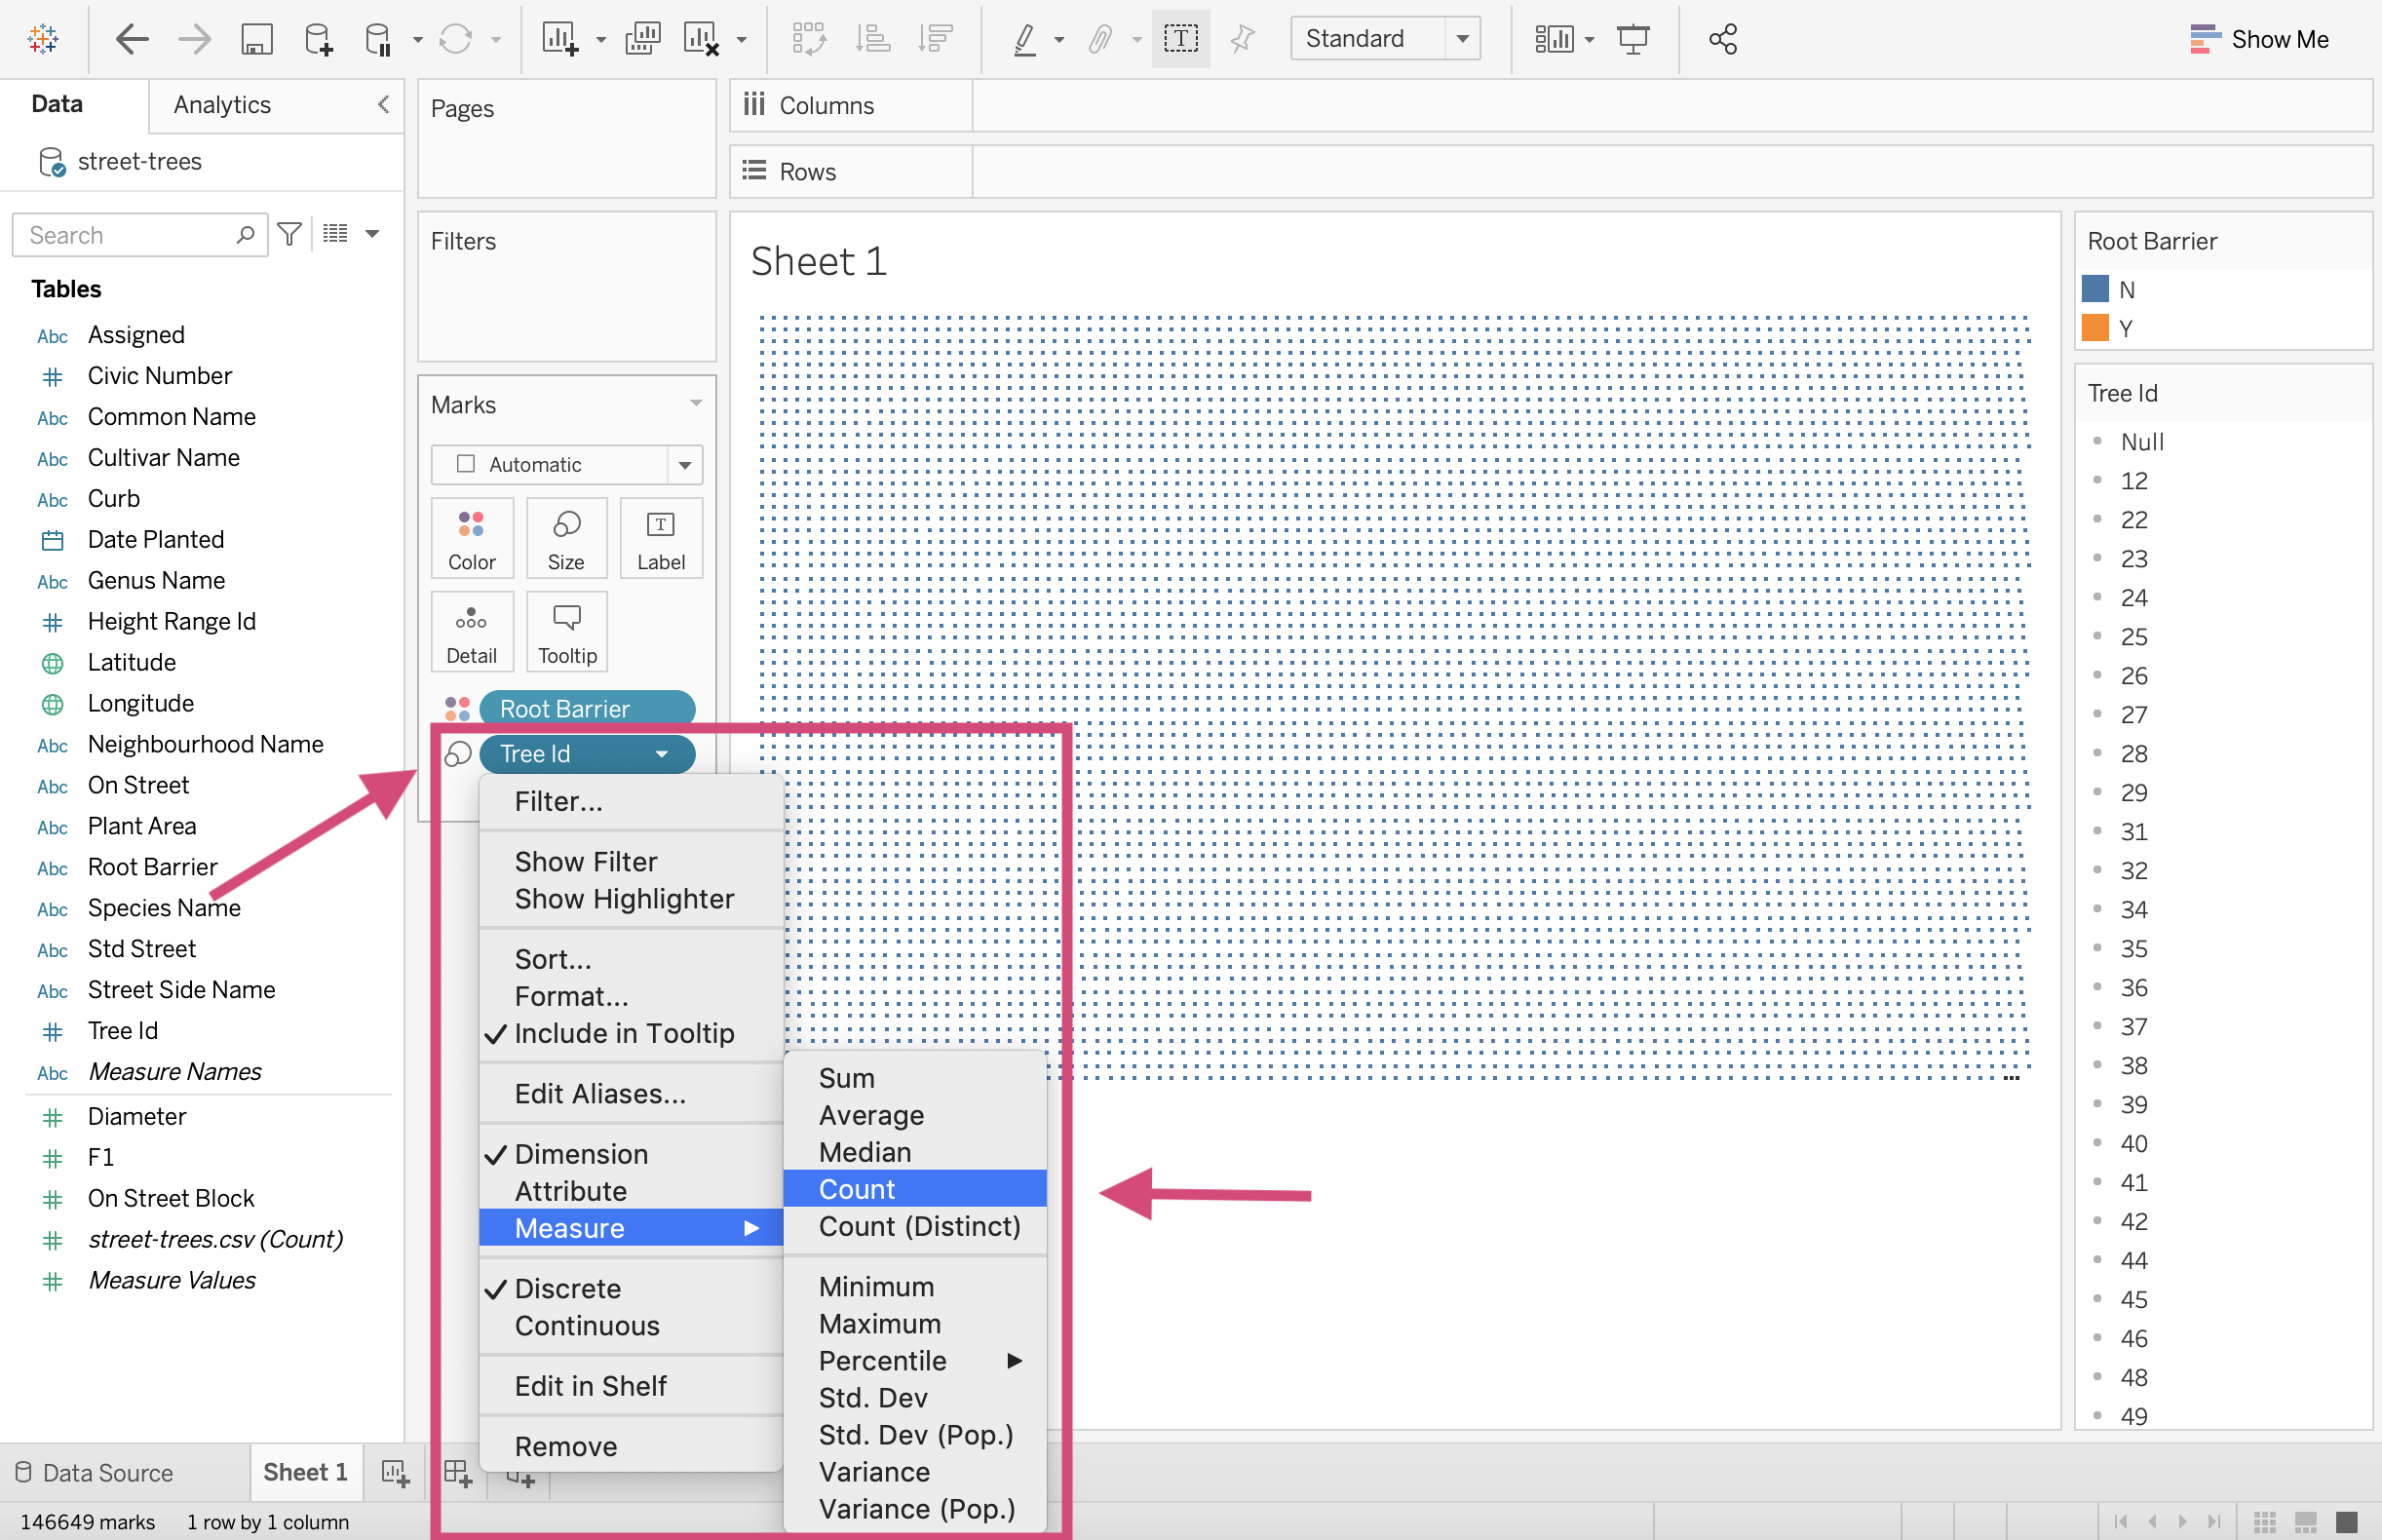 Standard
Show Me
Data
Analytics
street-trees
Search
Tables
Abc Assigned
Civic Number
Abc Common Name
Abc Cultivar Name
Abc Curb
Date Planted
Abc Genus Name
Height Range Id
Latitude
Longitude
Abc Neighbourhood Name
Abc On Street
Abc Plant Area
Abc Root Barrier
Abc Species Name
Abc Std Street
Abc Street Side Name
Tree Id
Abc Measure Names
Diameter
F1
On Street Block
street-trees.csv (Count)
Measure Values
Pages
Filters
Marks
Automatic
Color
Size
Label
Detail
Tooltip
Root Barrier
Tree Id
Filter...
Show Filter
Show Highlighter
Sort...
Format...
Include in Tooltip
Edit Aliases...
Dimension
Attribute
Measure
Discrete
Continuous
Edit in Shelf
Remove
Sum
Average
Median
Count
Count (Distinct)
Minimum
Maximum
Percentile
Std. Dev
Std. Dev (Pop.)
Variance
Variance (Pop.)
Columns
Rows
Sheet 1
Root Barrier
N
Y
Tree Id
Null
12
22
23
24
25
26
27
28
29
31
32
34
35
36
37
38
39
40
41
42
44
45
46
48
49
Data Source
Sheet 1
146649 marks
1 row by 1 column